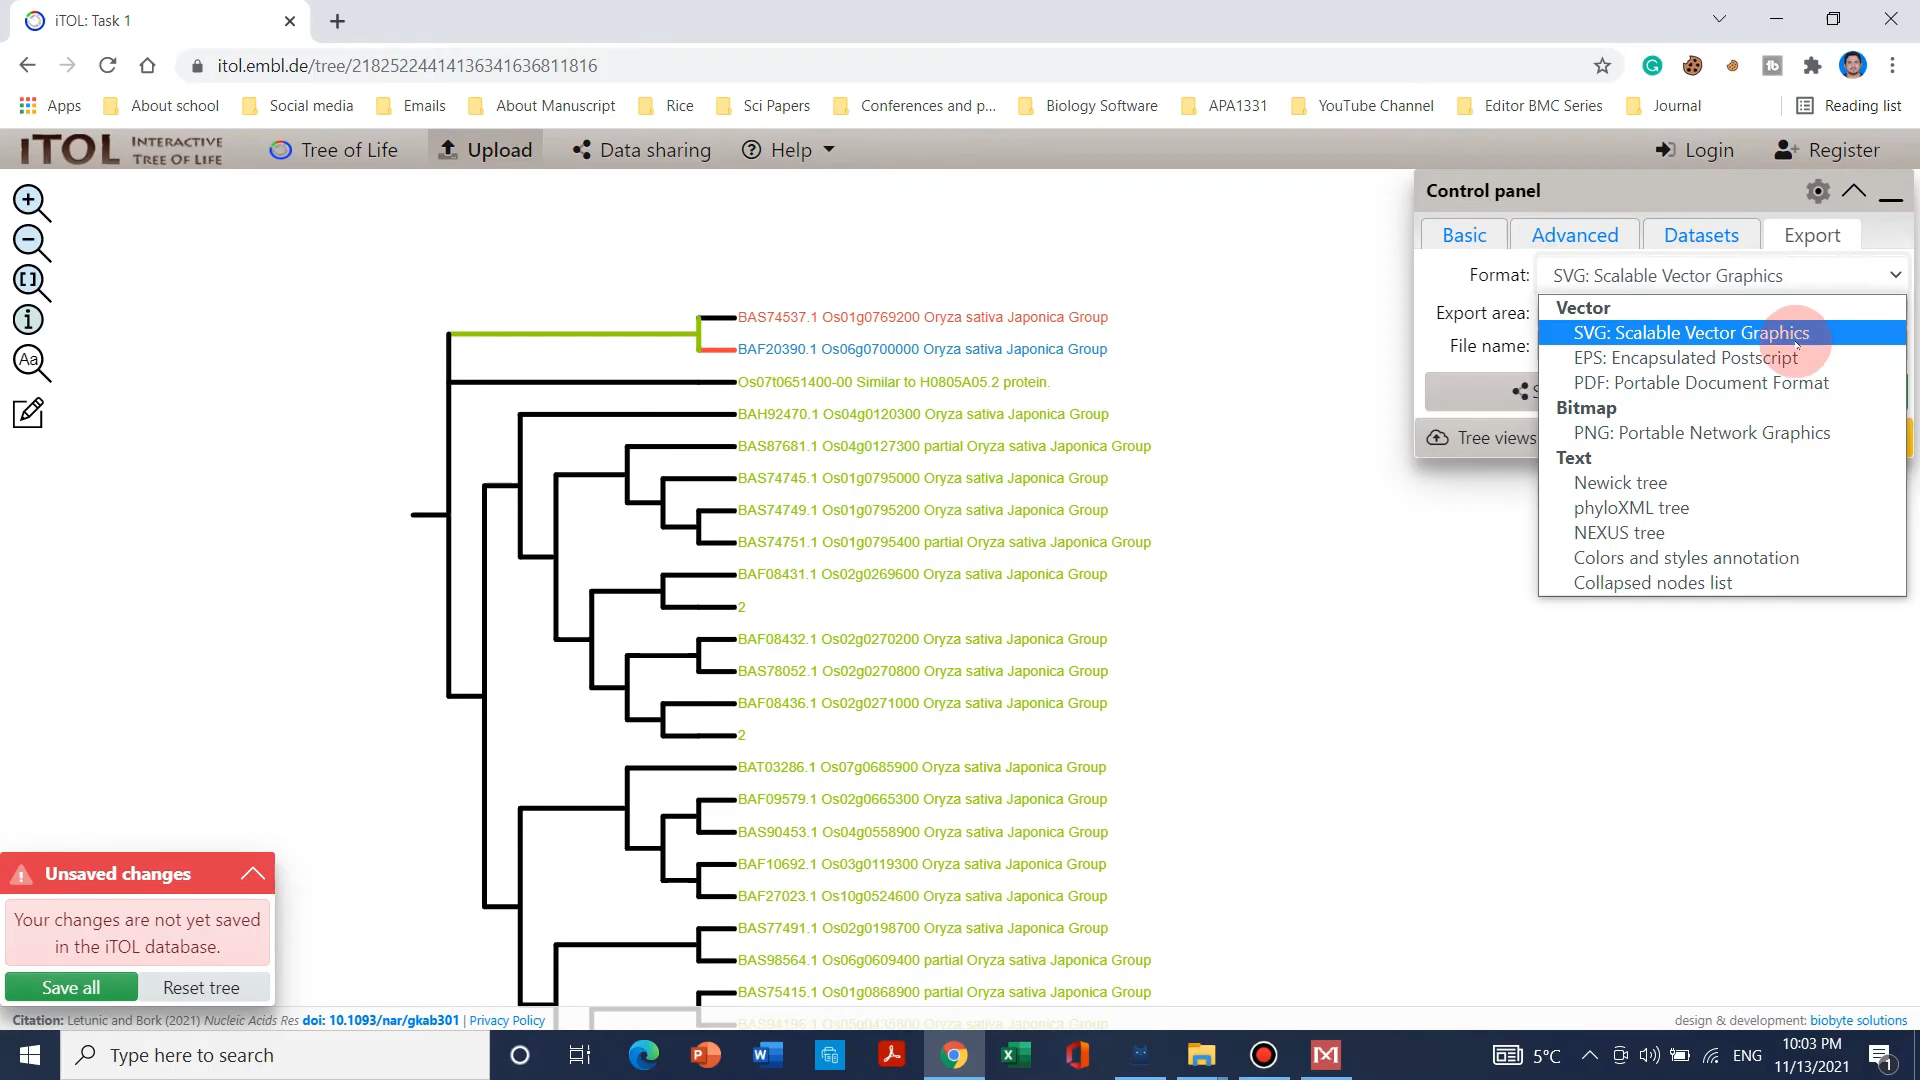 iTOL: Task 1
itol.embl.de/tree/21825224414136341636811816
Apps About school Social media Emails About Manuscript Rice Sci Papers Conferences and p... Biology Software APA1331 YouTube Channel Editor BMC Series Journal Reading list
iTOL INTERACTIVE TREE OF LIFE Tree of Life Upload Data sharing Help Login Register
Control panel
Basic Advanced Datasets Export
Format: SVG: Scalable Vector Graphics
Export area:
File name:
Vector
SVG: Scalable Vector Graphics
EPS: Encapsulated Postscript
PDF: Portable Document Format
Bitmap
PNG: Portable Network Graphics
Text
Newick tree
phyloXML tree
NEXUS tree
Colors and styles annotation
Collapsed nodes list
Tree views
Aa
BAS74537.1 Os01g0769200 Oryza sativa Japonica Group
BAF20390.1 Os06g0700000 Oryza sativa Japonica Group
Os07t0651400-00 Similar to H0805A05.2 protein.
BAH92470.1 Os04g0120300 Oryza sativa Japonica Group
BAS87681.1 Os04g0127300 partial Oryza sativa Japonica Group
BAS74745.1 Os01g0795000 Oryza sativa Japonica Group
BAS74749.1 Os01g0795200 Oryza sativa Japonica Group
BAS74751.1 Os01g0795400 partial Oryza sativa Japonica Group
BAF08431.1 Os02g0269600 Oryza sativa Japonica Group
2
BAF08432.1 Os02g0270200 Oryza sativa Japonica Group
BAS78052.1 Os02g0270800 Oryza sativa Japonica Group
BAF08436.1 Os02g0271000 Oryza sativa Japonica Group
2
BAT03286.1 Os07g0685900 Oryza sativa Japonica Group
BAF09579.1 Os02g0665300 Oryza sativa Japonica Group
BAS90453.1 Os04g0558900 Oryza sativa Japonica Group
BAF10692.1 Os03g0119300 Oryza sativa Japonica Group
BAF27023.1 Os10g0524600 Oryza sativa Japonica Group
BAS77491.1 Os02g0198700 Oryza sativa Japonica Group
BAS98564.1 Os06g0609400 partial Oryza sativa Japonica Group
BAS75415.1 Os01g0868900 partial Oryza sativa Japonica Group
BAS94196.1 Os05g0435800 Oryza sativa Japonica Group
Unsaved changes
Your changes are not yet saved
in the iTOL database.
Save all Reset tree
Citation: Letunic and Bork (2021) Nucleic Acids Res doi: 10.1093/nar/gkab301 | Privacy Policy
design & development: biobyte solutions
Type here to search
5°C ENG
10:03 PM
11/13/2021
1